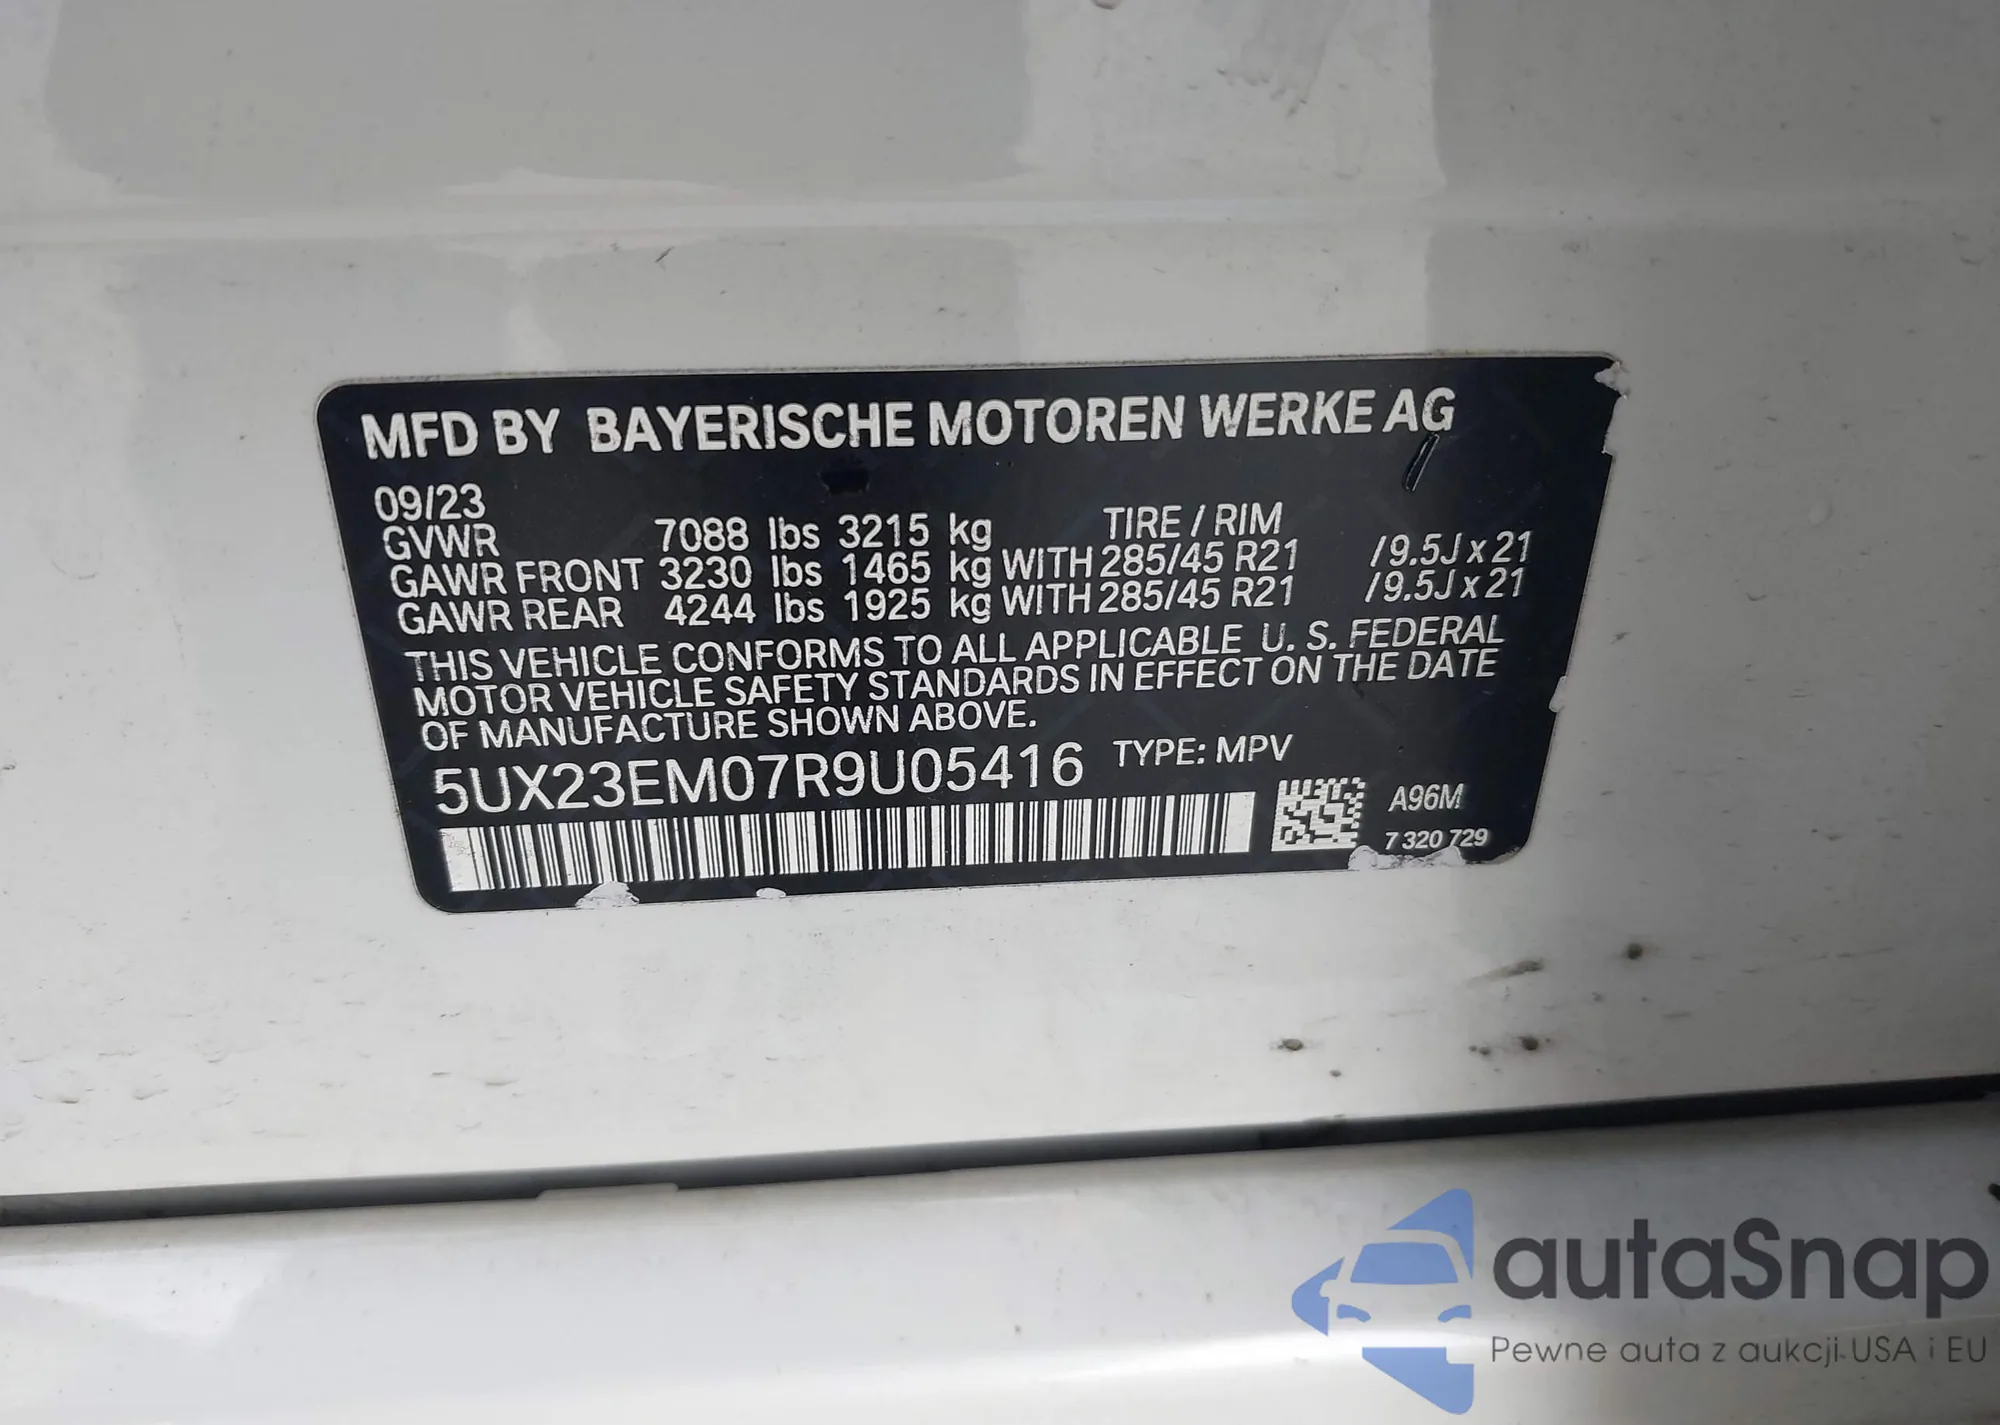 MFD BY BAYERISCHE MOTOREN WERKE AG
09/23 TIRE / RIM
GVWR 7088 lbs 3215 kg
GAWR FRONT 3230 lbs 1465 kg WITH 285/45 R21 /9.5J x 21
GAWR REAR 4244 lbs 1925 kg WITH 285/45 R21 /9.5J x 21
THIS VEHICLE CONFORMS TO ALL APPLICABLE U. S. FEDERAL
MOTOR VEHICLE SAFETY STANDARDS IN EFFECT ON THE DATE
OF MANUFACTURE SHOWN ABOVE.
5UX23EM07R9U05416 TYPE: MPV
A96M
7 320 729
autaSnap
Pewne auta z aukcji USA i EU